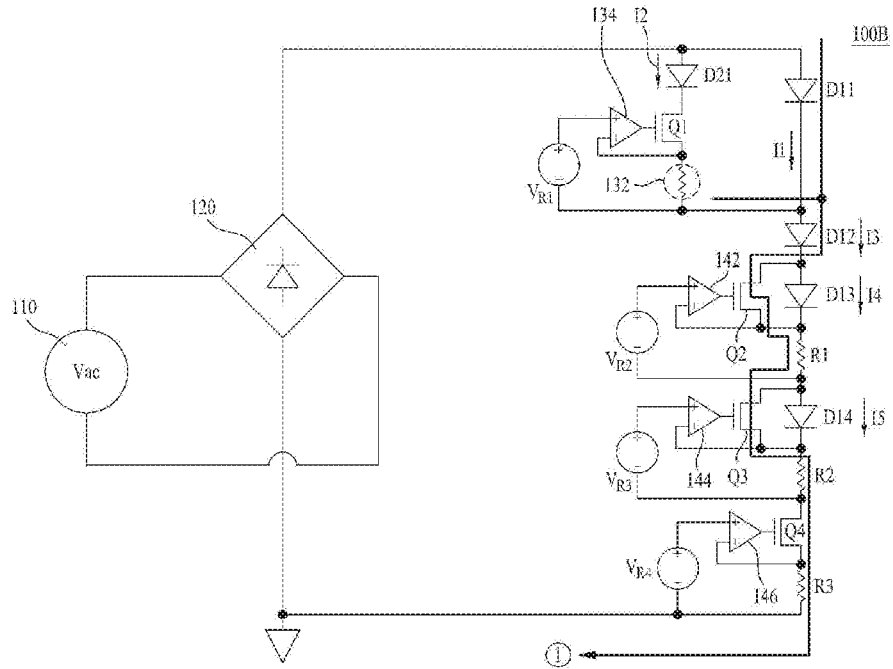 134
I2
100B
D21
D11
Q1
I1
132
VR1
120
D12
I3
142
D13
I4
110
Vac
VR2
Q2
R1
D14
I5
VR3
144
Q3
R2
Q4
VR4
146
R3
1